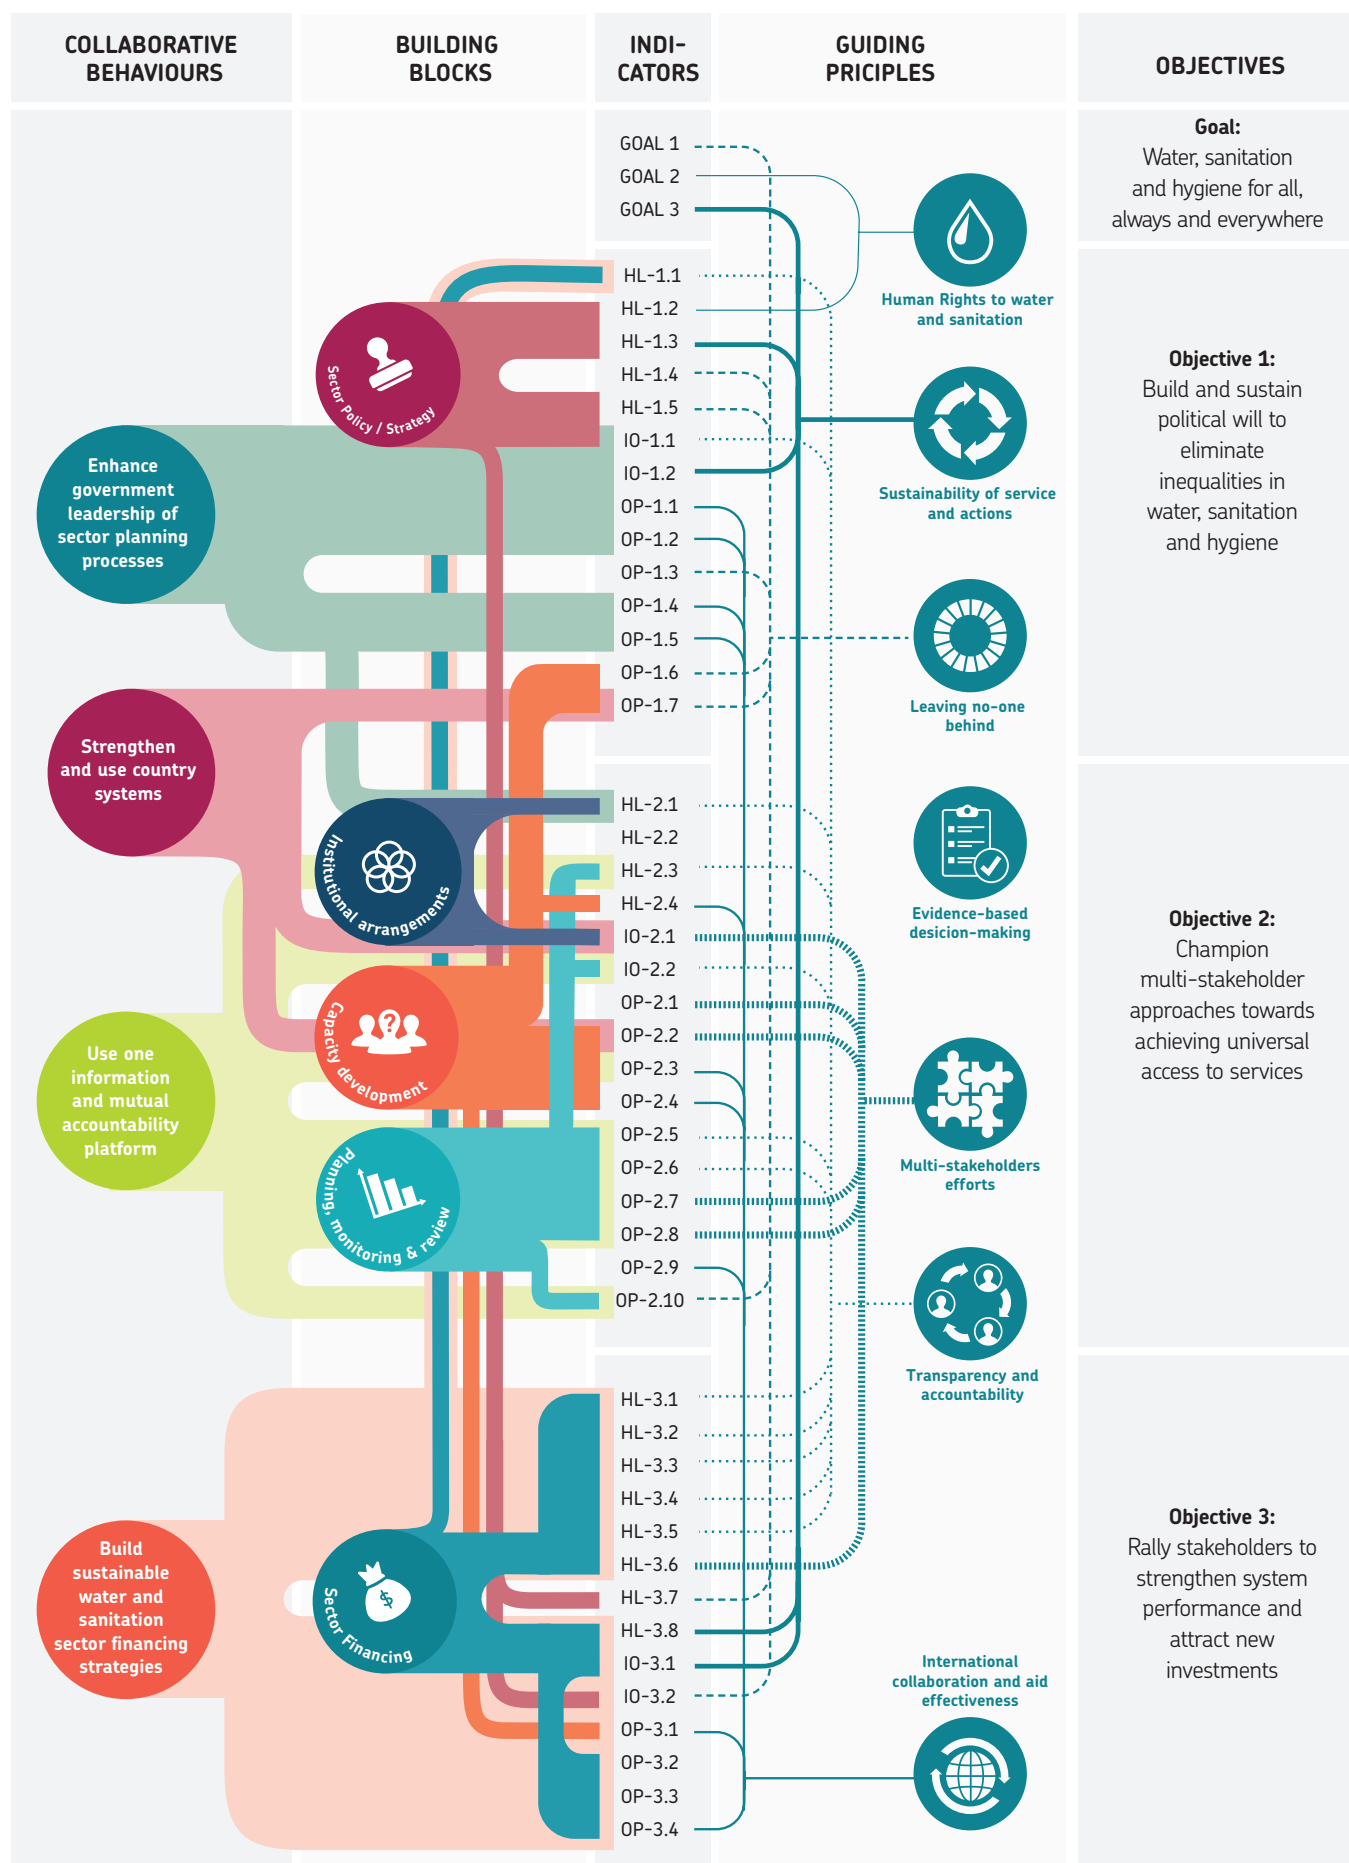 COLLABORATIVE
BEHAVIOURS
BUILDING
BLOCKS
INDI-
CATORS
GUIDING
PRICIPLES
OBJECTIVES
Enhance
government
leadership of
sector planning
processes
Strengthen
and use country
systems
Use one
information
and mutual
accountability
platform
Build
sustainable
water and
sanitation
sector financing
strategies
Sector Policy / Strategy
Institutional arrangements
Capacity development
?
Planning, monitoring & review
Sector Financing
$
GOAL 1
GOAL 2
GOAL 3
HL-1.1
HL-1.2
HL-1.3
HL-1.4
HL-1.5
IO-1.1
IO-1.2
OP-1.1
OP-1.2
OP-1.3
OP-1.4
OP-1.5
OP-1.6
OP-1.7
HL-2.1
HL-2.2
HL-2.3
HL-2.4
IO-2.1
IO-2.2
OP-2.1
OP-2.2
OP-2.3
OP-2.4
OP-2.5
OP-2.6
OP-2.7
OP-2.8
OP-2.9
OP-2.10
HL-3.1
HL-3.2
HL-3.3
HL-3.4
HL-3.5
HL-3.6
HL-3.7
HL-3.8
IO-3.1
IO-3.2
OP-3.1
OP-3.2
OP-3.3
OP-3.4
Human Rights to water
and sanitation
Sustainability of service
and actions
Leaving no-one
behind
Evidence-based
desicion-making
Multi-stakeholders
efforts
Transparency and
accountability
International
collaboration and aid
effectiveness
Goal:
Water, sanitation
and hygiene for all,
always and everywhere
Objective 1:
Build and sustain
political will to
eliminate
inequalities in
water, sanitation
and hygiene
Objective 2:
Champion
multi-stakeholder
approaches towards
achieving universal
access to services
Objective 3:
Rally stakeholders to
strengthen system
performance and
attract new
investments